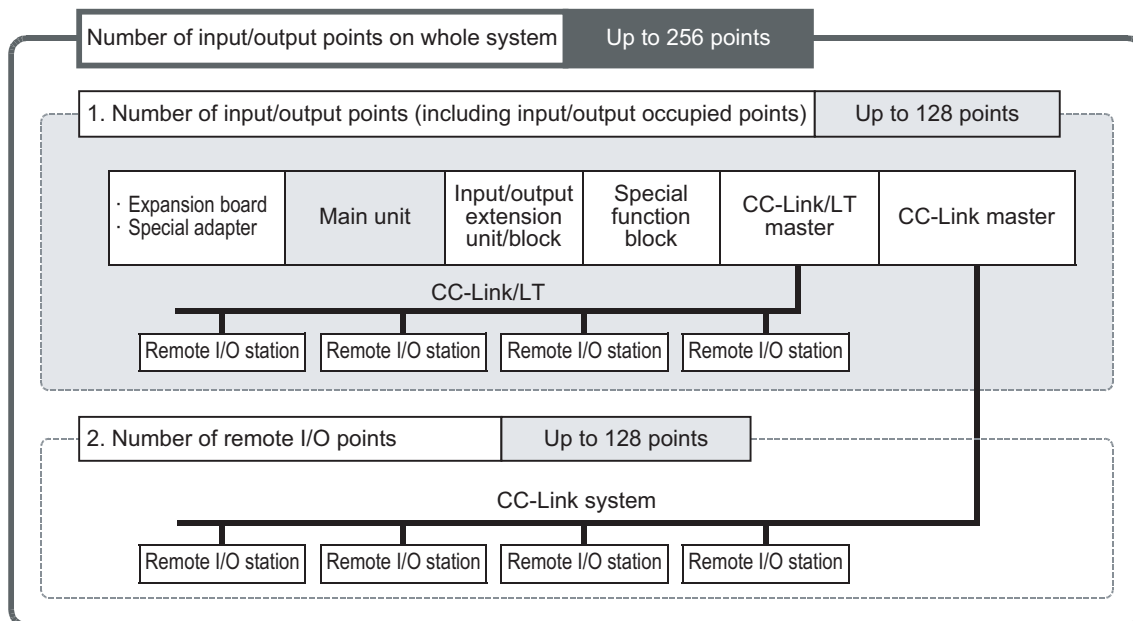 Number of input/output points on whole system Up to 256 points
1. Number of input/output points (including input/output occupied points) Up to 128 points
· Expansion board
· Special adapter
Main unit
Input/output
extension
unit/block
Special
function
block
CC-Link/LT
master
CC-Link master
CC-Link/LT
Remote I/O station Remote I/O station Remote I/O station Remote I/O station
2. Number of remote I/O points Up to 128 points
CC-Link system
Remote I/O station Remote I/O station Remote I/O station Remote I/O station